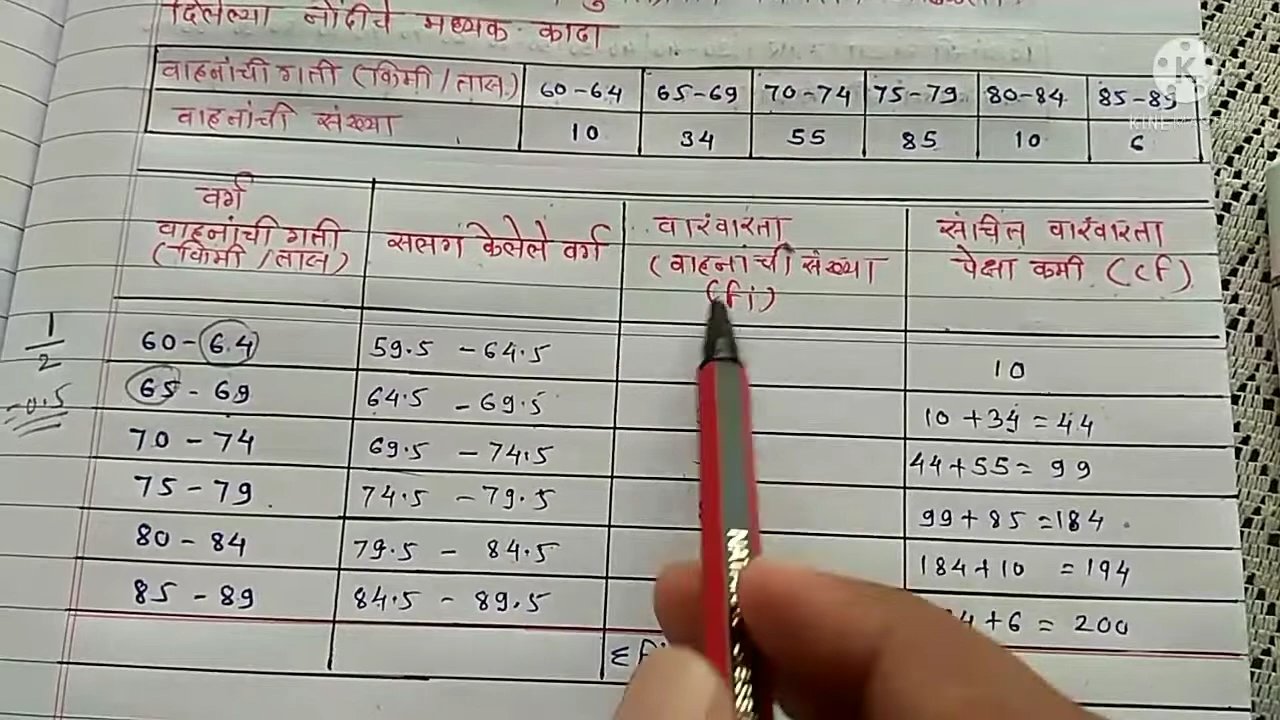 दिलेल्या नोंदीचे मध्यक काढा
वाहनांची गती (किमी/तास) 60-64 65-69 70-74 75-79 80-84 85-89
वाहनांची संख्या 10 34 55 85 10 6
वर्ग
वाहनांची गती
(किमी/तास)
सलग केलेले वर्ग
वारंवारता
(वाहनांची संख्या
(fi)
संचित वारंवारता
पेक्षा कमी (cf)
1/2
-0.5
60-64 59.5 - 64.5 10
65-69 64.5 - 69.5 10+34 = 44
70-74 69.5 - 74.5 44+55 = 99
75-79 74.5 - 79.5 99+85 = 184
80-84 79.5 - 84.5 184+10 = 194
85-89 84.5 - 89.5 +6 = 200
KINEMA